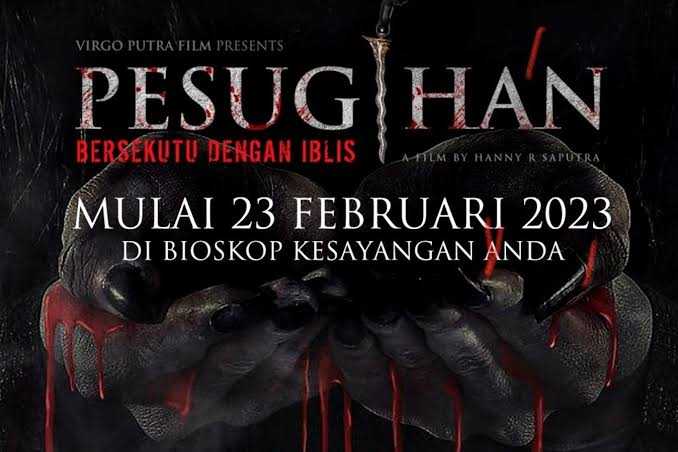 VIRGO PUTRA FILM PRESENTS
PESUGIHAN
BERSEKUTU DENGAN IBLIS
A FILM BY HANNY R SAPUTRA
MULAI 23 FEBRUARI 2023
DI BIOSKOP KESAYANGAN ANDA